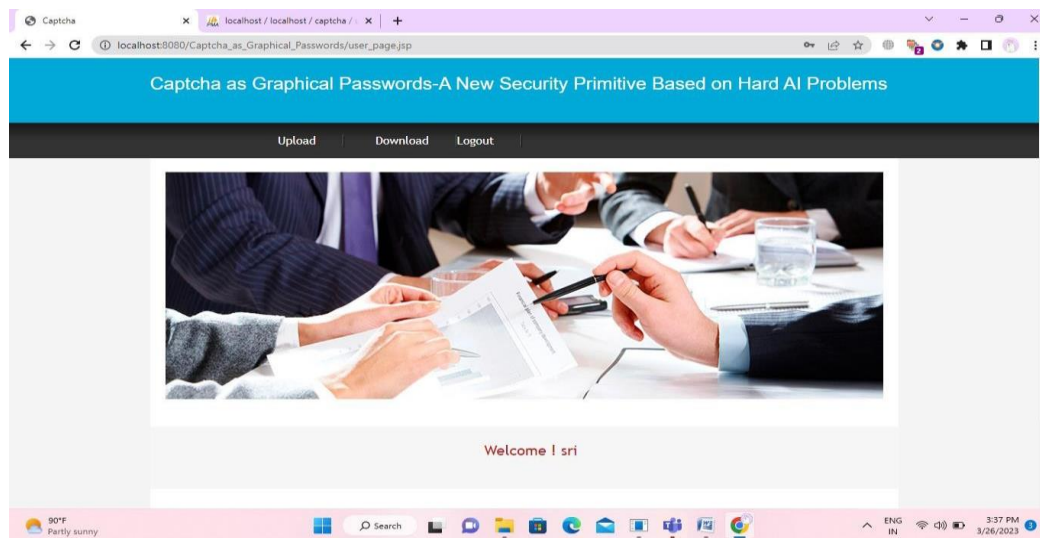 Captcha
localhost / localhost / captcha /
localhost:8080/Captcha_as_Graphical_Passwords/user_page.jsp
2
Captcha as Graphical Passwords-A New Security Primitive Based on Hard AI Problems
Upload Download Logout
Welcome ! sri
90°F
Partly sunny
Search
ENG
IN
3:37 PM
3/26/2023
3